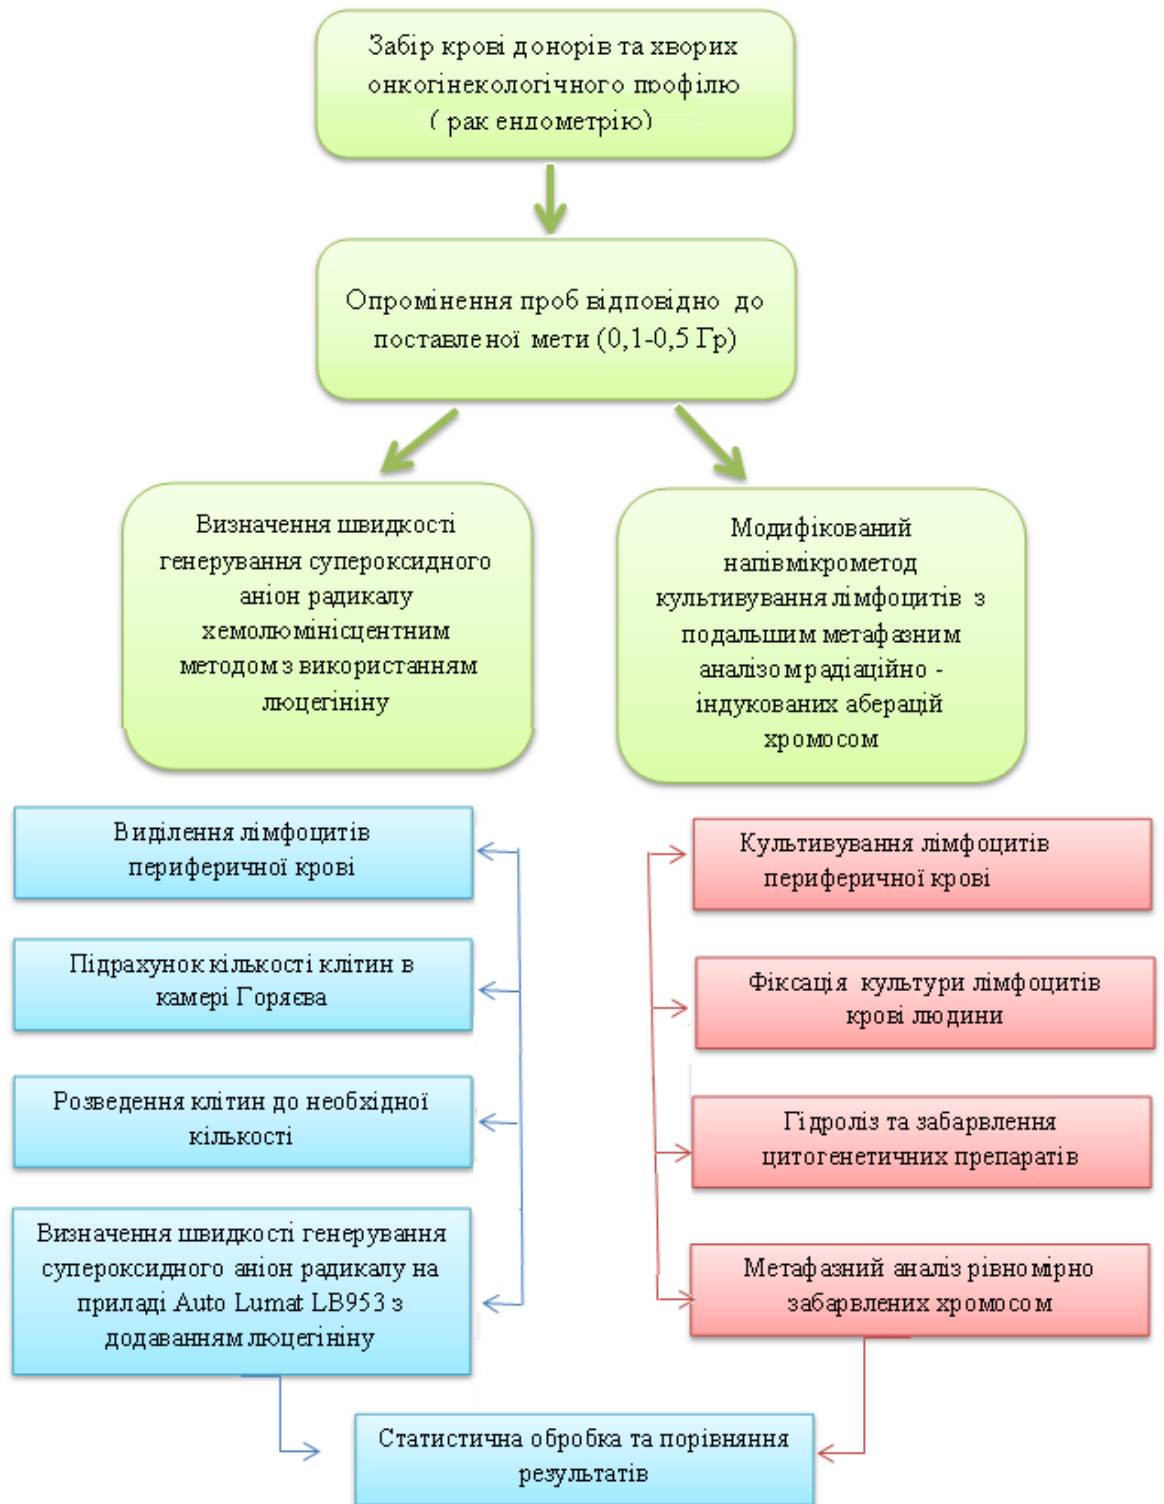 Забір крові донорів та хворих
онкогінекологічного профілю
( рак ендометрію)
Опромінення проб відповідно до
поставленої мети (0,1-0,5 Гр)
Визначення швидкості
генерування супероксидного
аніон радикалу
хемолюмінісцентним
методом з використанням
люцегініну
Модифікований
напівмікрометод
культивування лімфоцитів з
подальшим метафазним
аналізом радіаційно -
індукованих аберацій
хромосом
Виділення лімфоцитів
периферичної крові
Підрахунок кількості клітин в
камері Горяєва
Розведення клітин до необхідної
кількості
Визначення швидкості генерування
супероксидного аніон радикалу на
приладі Auto Lumat LB953 з
додаванням люцегініну
Культивування лімфоцитів
периферичної крові
Фіксація культури лімфоцитів
крові людини
Гідроліз та забарвлення
цитогенетичних препаратів
Метафазний аналіз рівномірно
забарвлених хромосом
Статистична обробка та порівняння
результатів